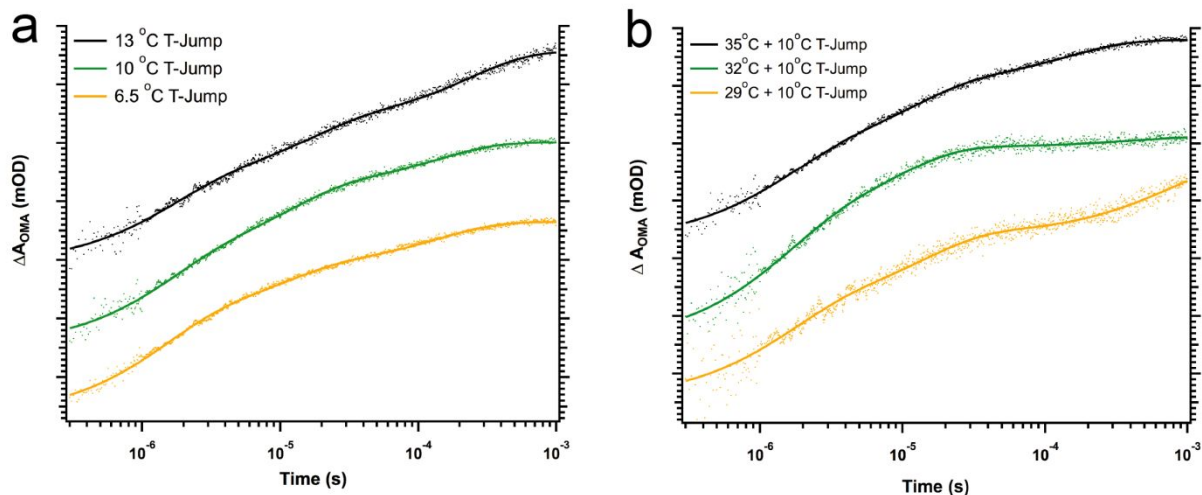 a
13 °C T-Jump
10 °C T-Jump
6.5 °C T-Jump
ΔA_OMA (mOD)
10⁻⁶
10⁻⁵
10⁻⁴
10⁻³
Time (s)
b
35°C + 10°C T-Jump
32°C + 10°C T-Jump
29°C + 10°C T-Jump
Δ A_OMA (mOD)
10⁻⁶
10⁻⁵
10⁻⁴
10⁻³
Time (s)